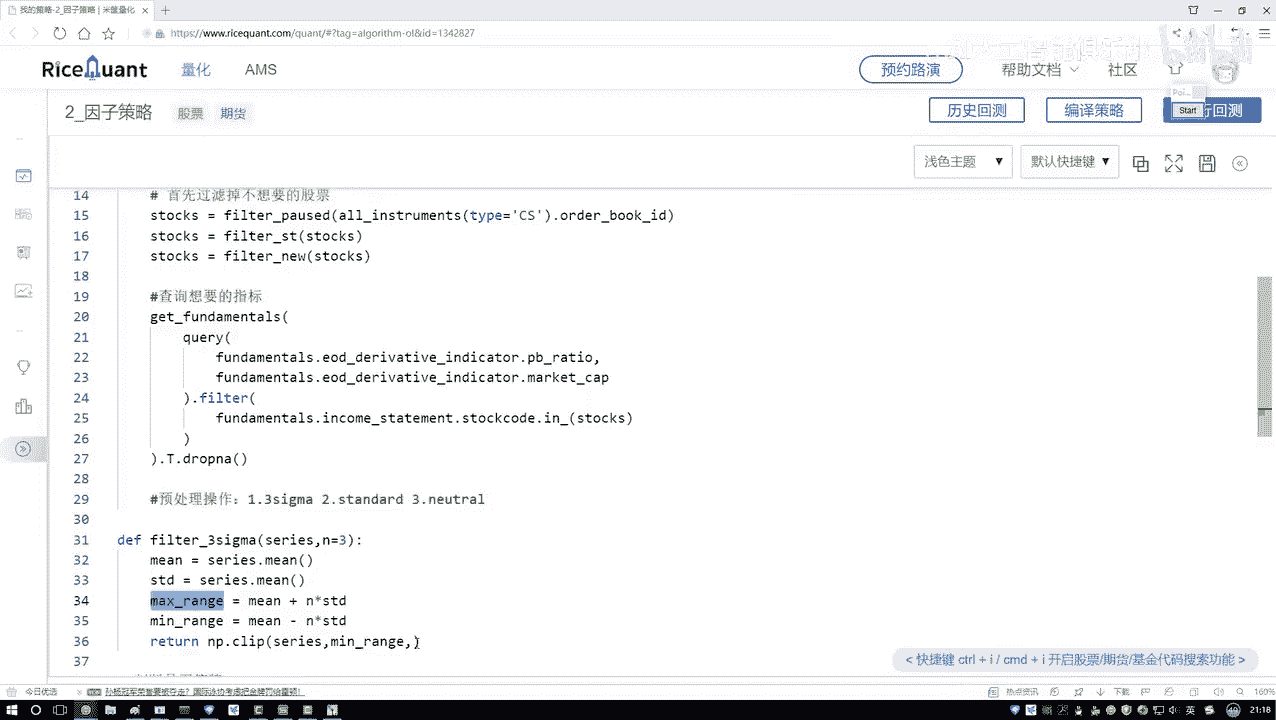 我的策略-2_因子策略 | 米筐量化
https://www.ricequant.com/quant/#?tag=algorithm-ol&id=1342827
RiceQuant 量化 AMS 预约路演 帮助文档 社区
2_因子策略 股票 期货 历史回测 编译策略 行回测
Start
浅色主题 默认快捷键
14 # 首先过滤掉不想要的股票
15 stocks = filter_paused(all_instruments(type='CS').order_book_id)
16 stocks = filter_st(stocks)
17 stocks = filter_new(stocks)
18
19 #查询想要的指标
20 get_fundamentals(
21 query(
22 fundamentals.eod_derivative_indicator.pb_ratio,
23 fundamentals.eod_derivative_indicator.market_cap
24 ).filter(
25 fundamentals.income_statement.stockcode.in_(stocks)
26 )
27 ).T.dropna()
28
29 #预处理操作：1.3sigma 2.standard 3.neutral
30
31 def filter_3sigma(series,n=3):
32 mean = series.mean()
33 std = series.mean()
34 max_range = mean + n*std
35 min_range = mean - n*std
36 return np.clip(series,min_range,)
37
< 快捷键 ctrl + i / cmd + i 开启股票/期货/基金代码搜索功能 >
今日优选
热点资讯 下载 160%
英 21:18